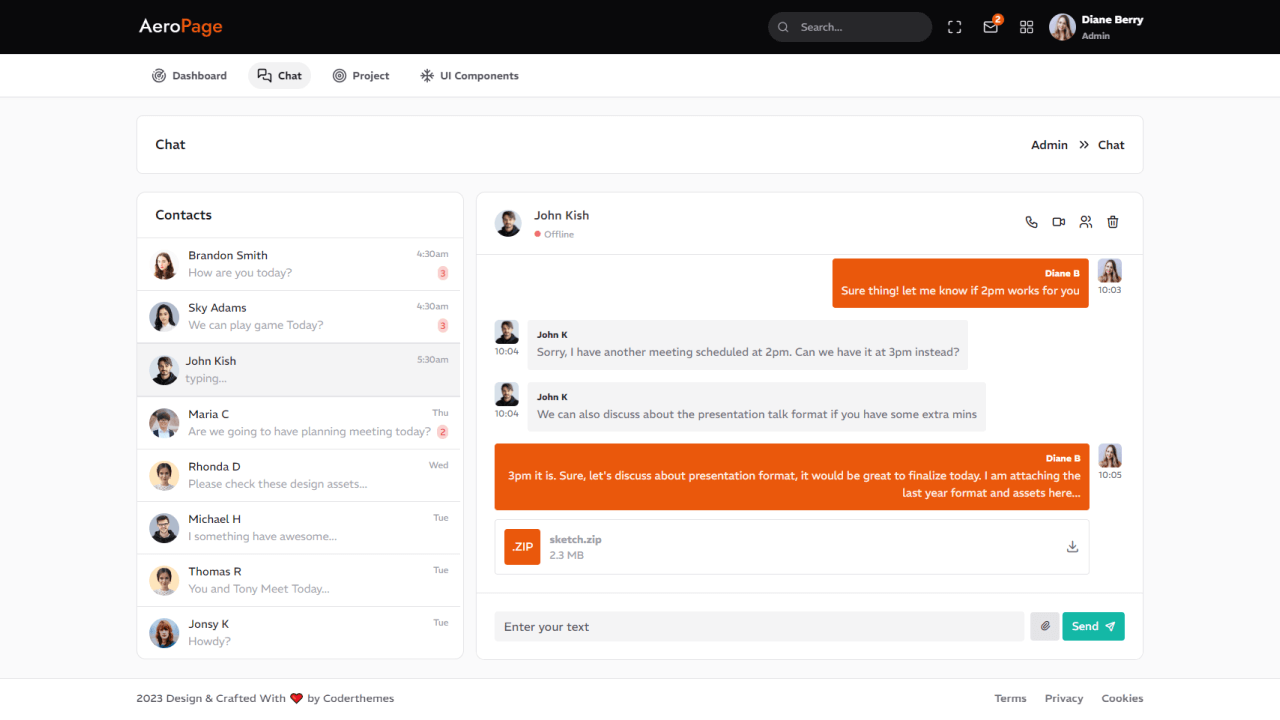 AeroPage
Search...
2
Diane Berry
Admin
Dashboard
Chat
Project
UI Components
Chat
Admin
Chat
Contacts
Brandon Smith
4:30am
How are you today?
3
Sky Adams
4:30am
We can play game Today?
3
John Kish
5:30am
typing...
Maria C
Thu
Are we going to have planning meeting today?
2
Rhonda D
Wed
Please check these design assets...
Michael H
Tue
I something have awesome...
Thomas R
Tue
You and Tony Meet Today...
Jonsy K
Tue
Howdy?
John Kish
Offline
Diane B
Sure thing! let me know if 2pm works for you
10:03
John K
Sorry, I have another meeting scheduled at 2pm. Can we have it at 3pm instead?
10:04
John K
We can also discuss about the presentation talk format if you have some extra mins
10:04
Diane B
3pm it is. Sure, let's discuss about presentation format, it would be great to finalize today. I am attaching the
last year format and assets here...
10:05
.ZIP
sketch.zip
2.3 MB
Enter your text
Send
2023 Design & Crafted With ❤️ by Coderthemes
Terms
Privacy
Cookies